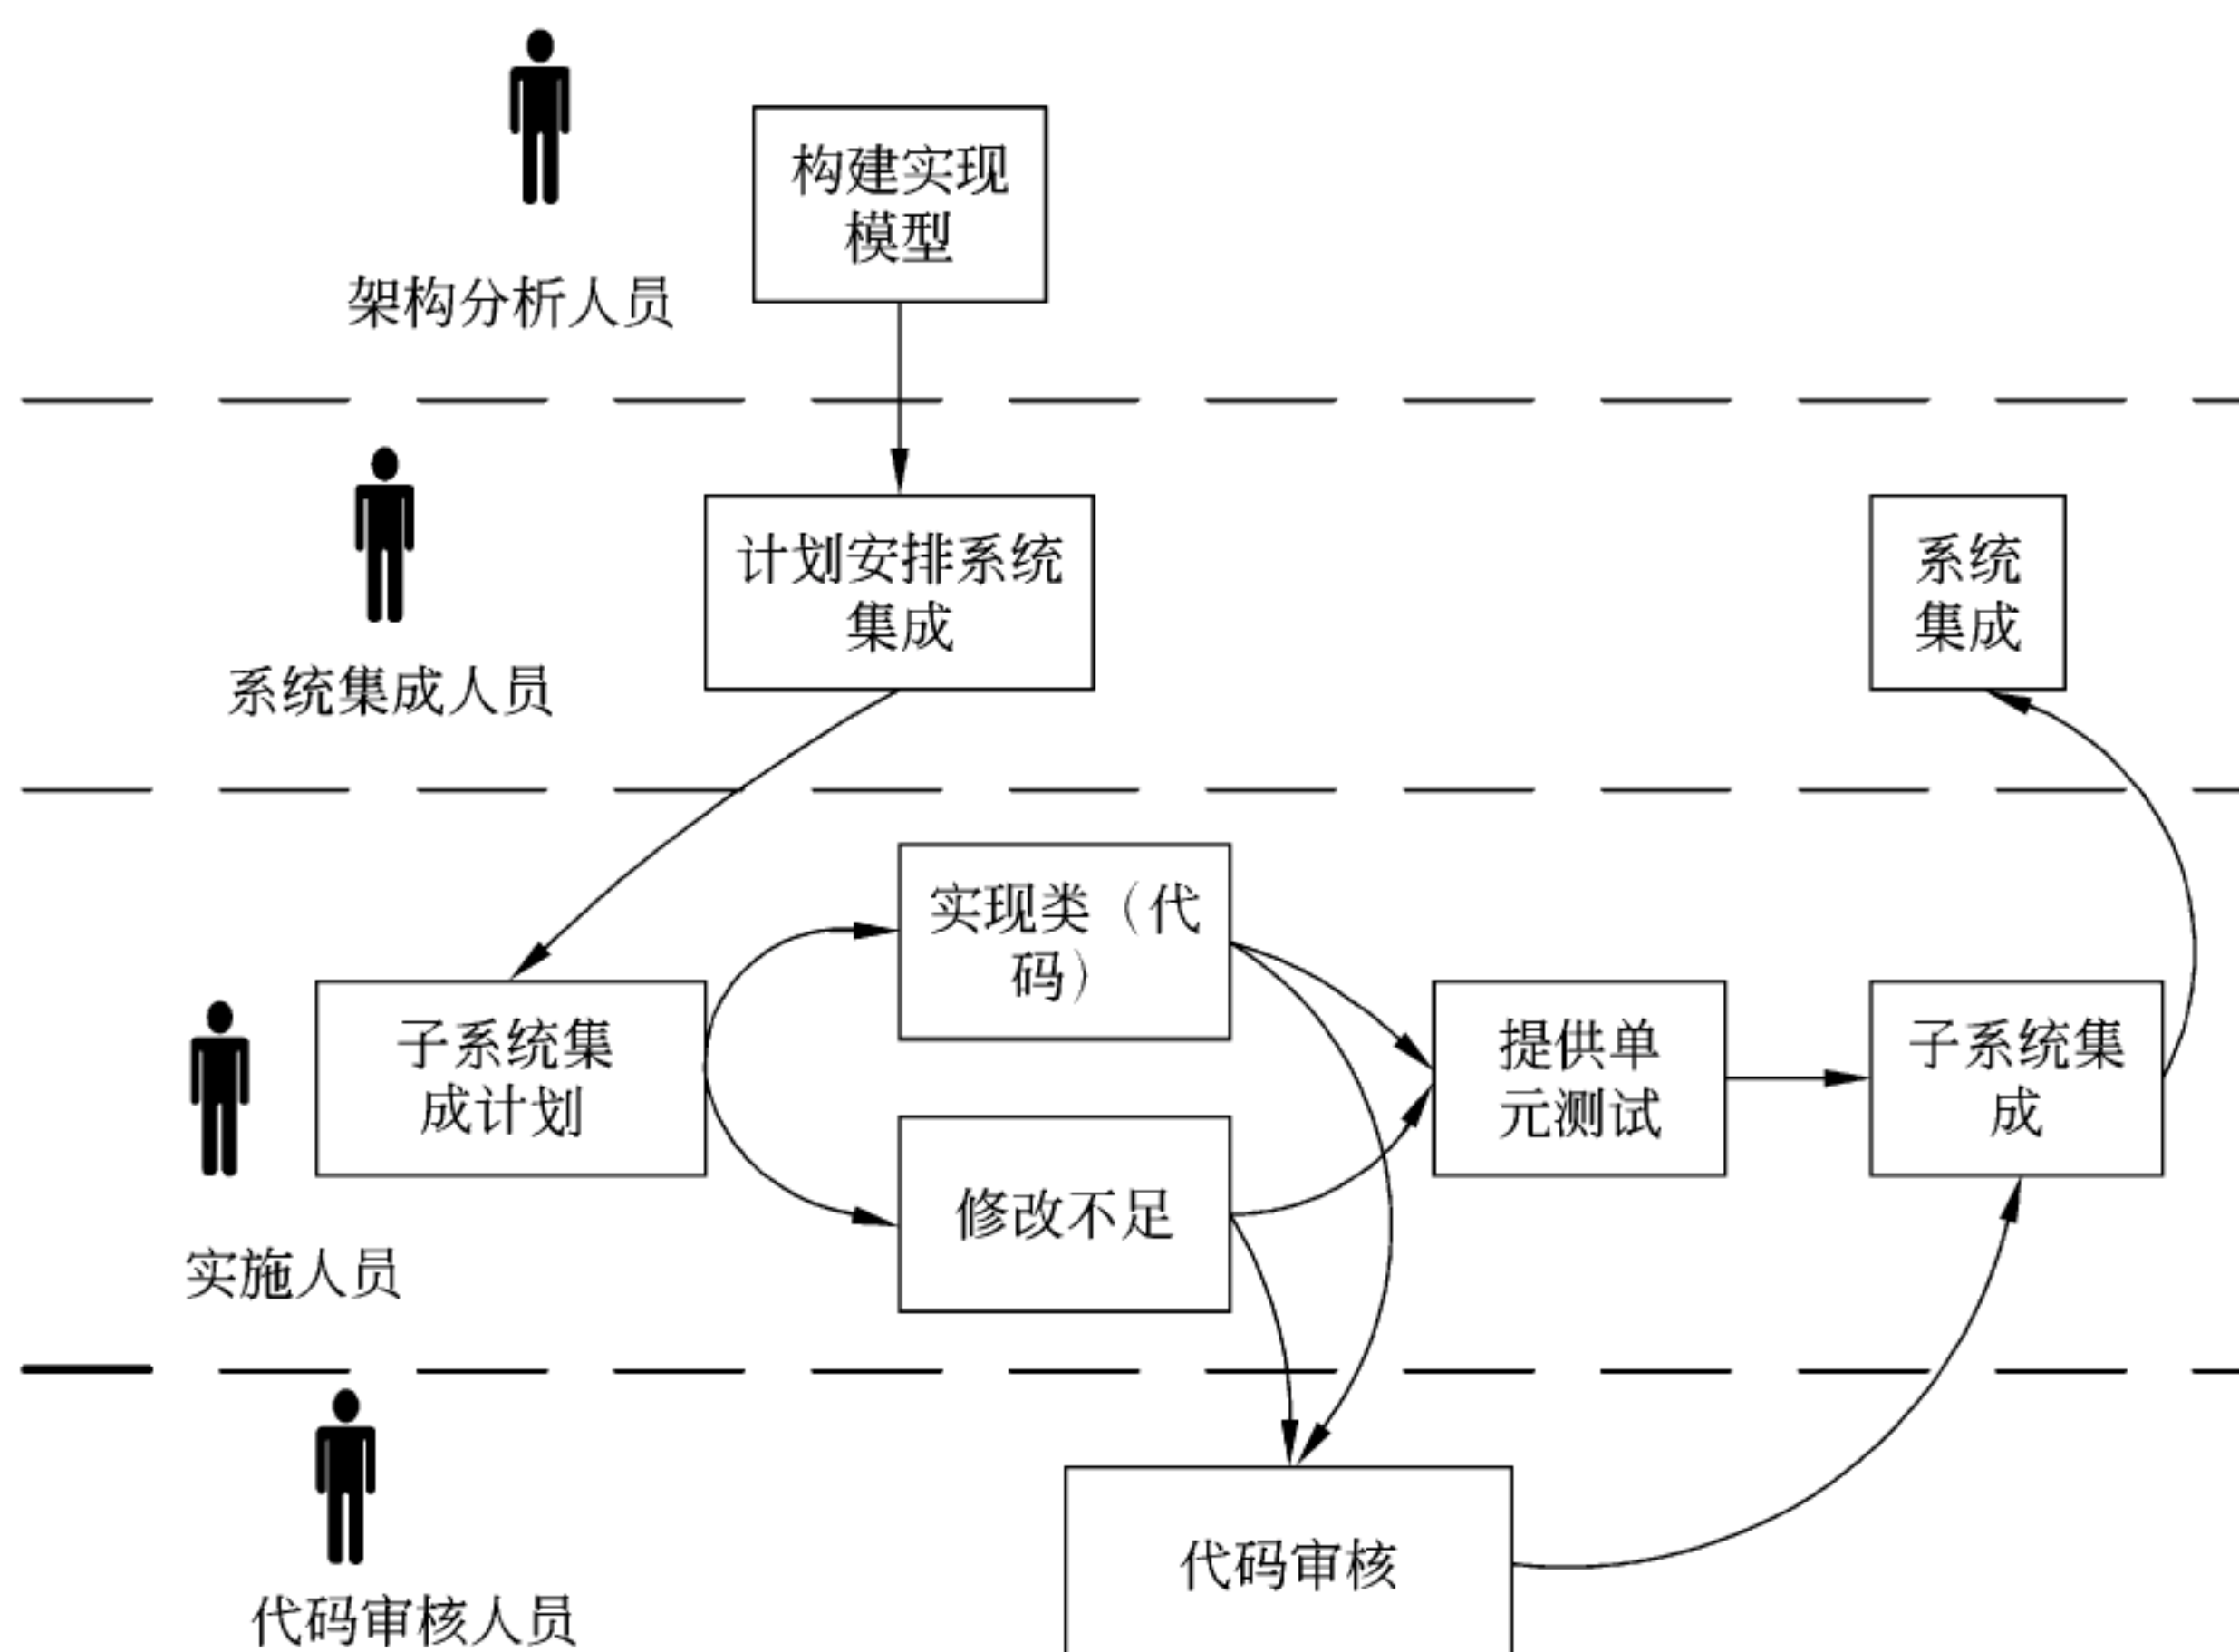 构建实现
模型
架构分析人员
计划安排系统
集成
系统
集成
系统集成人员
实现类（代
码）
子系统集
成计划
提供单
元测试
子系统集
成
修改不足
实施人员
代码审核
代码审核人员